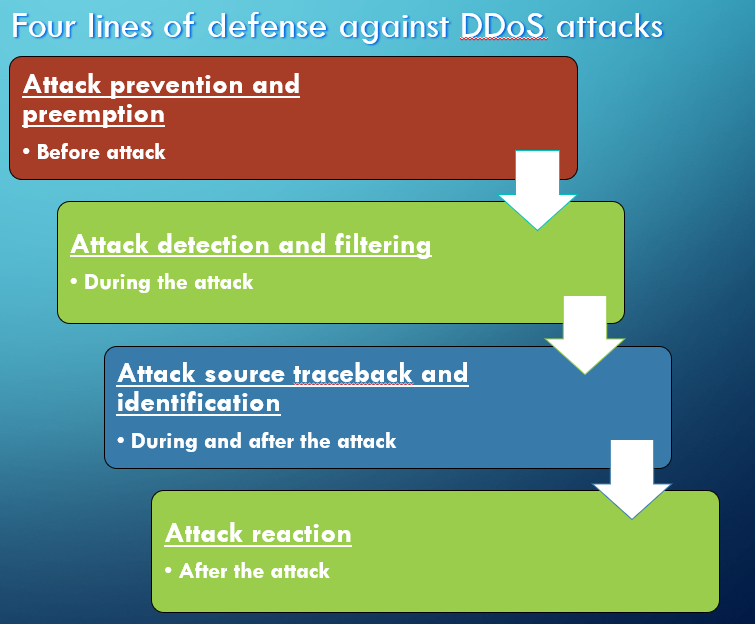 Four lines of defense against DDoS attacks
Attack prevention and
preemption
• Before attack
Attack detection and filtering
• During the attack
Attack source traceback and
identification
• During and after the attack
Attack reaction
• After the attack